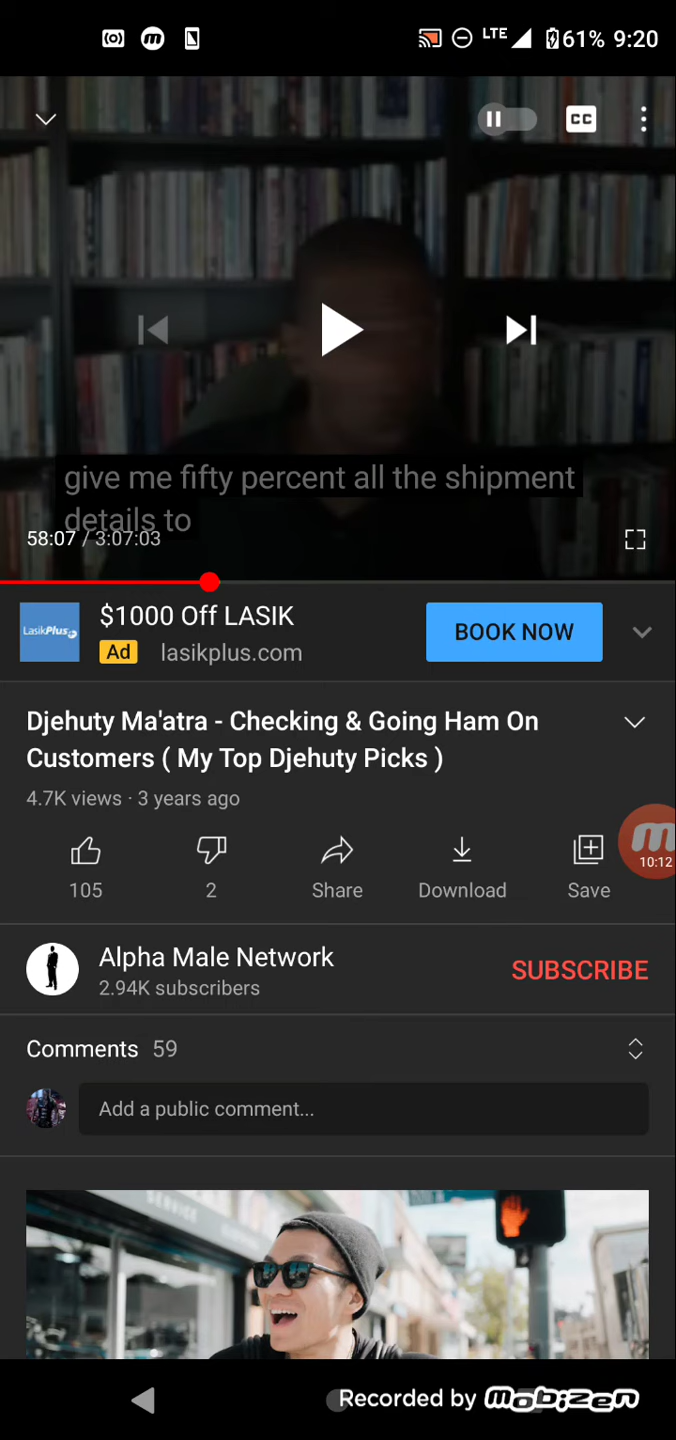 LTE 61% 9:20
CC
give me fifty percent all the shipment
details to
58:07 / 3:07:03
LasikPlus
$1000 Off LASIK
Ad lasikplus.com
BOOK NOW
Djehuty Ma'atra - Checking & Going Ham On
Customers ( My Top Djehuty Picks )
4.7K views · 3 years ago
10:12
105 2 Share Download Save
Alpha Male Network
2.94K subscribers
SUBSCRIBE
Comments 59
Add a public comment...
Recorded by mobizen